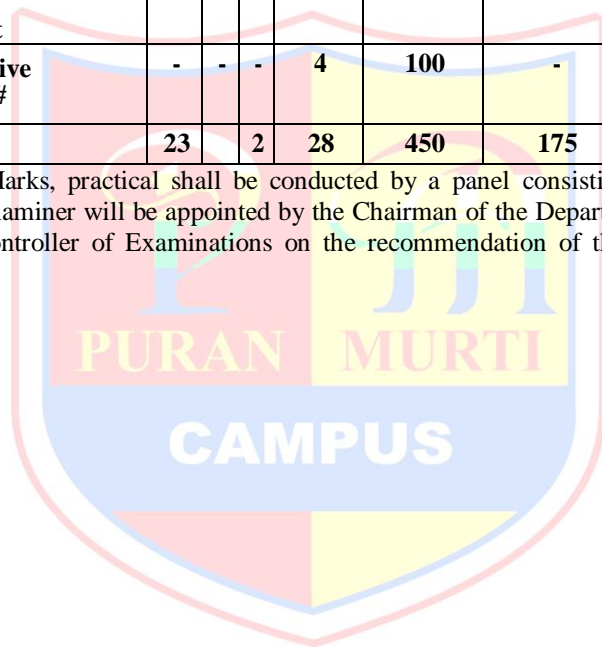 t
ive - - - 4 100 -
#
23 2 28 450 175
Marks, practical shall be conducted by a panel consisti
aminer will be appointed by the Chairman of the Depart
ntroller of Examinations on the recommendation of th
PURAN MURTI
CAMPUS